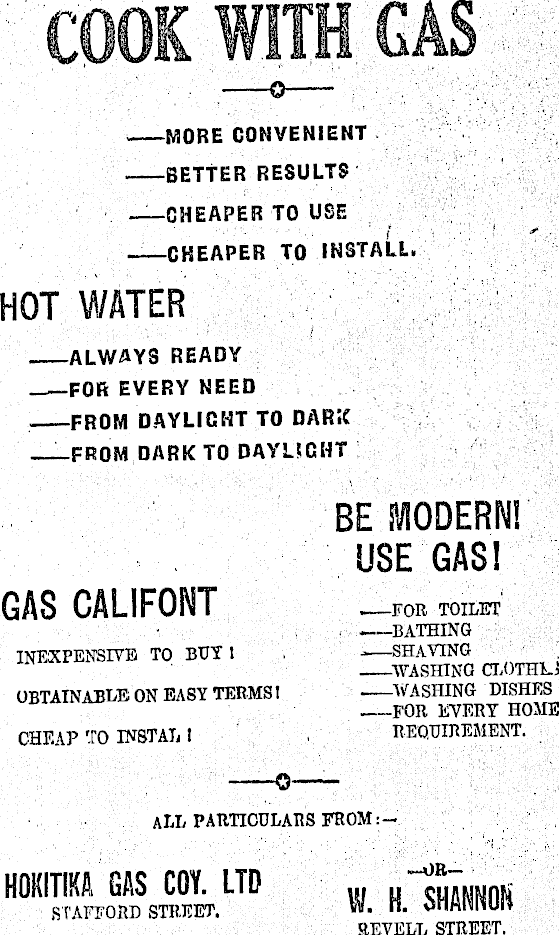 COOK WITH GAS
—MORE CONVENIENT
—BETTER RESULTS
—CHEAPER TO USE
—CHEAPER TO INSTALL.
HOT WATER
—ALWAYS READY
—FOR EVERY NEED
—FROM DAYLIGHT TO DARK
—FROM DARK TO DAYLIGHT
BE MODERN!
USE GAS!
—FOR TOILET
—BATHING
—SHAVING
—WASHING CLOTHES
—WASHING DISHES
—FOR EVERY HOME
REQUIREMENT.
GAS CALIFONT
INEXPENSIVE TO BUY!
OBTAINABLE ON EASY TERMS!
CHEAP TO INSTAL!
ALL PARTICULARS FROM:—
HOKITIKA GAS COY. LTD
STAFFORD STREET.
—OR—
W. H. SHANNON
REVELL STREET.